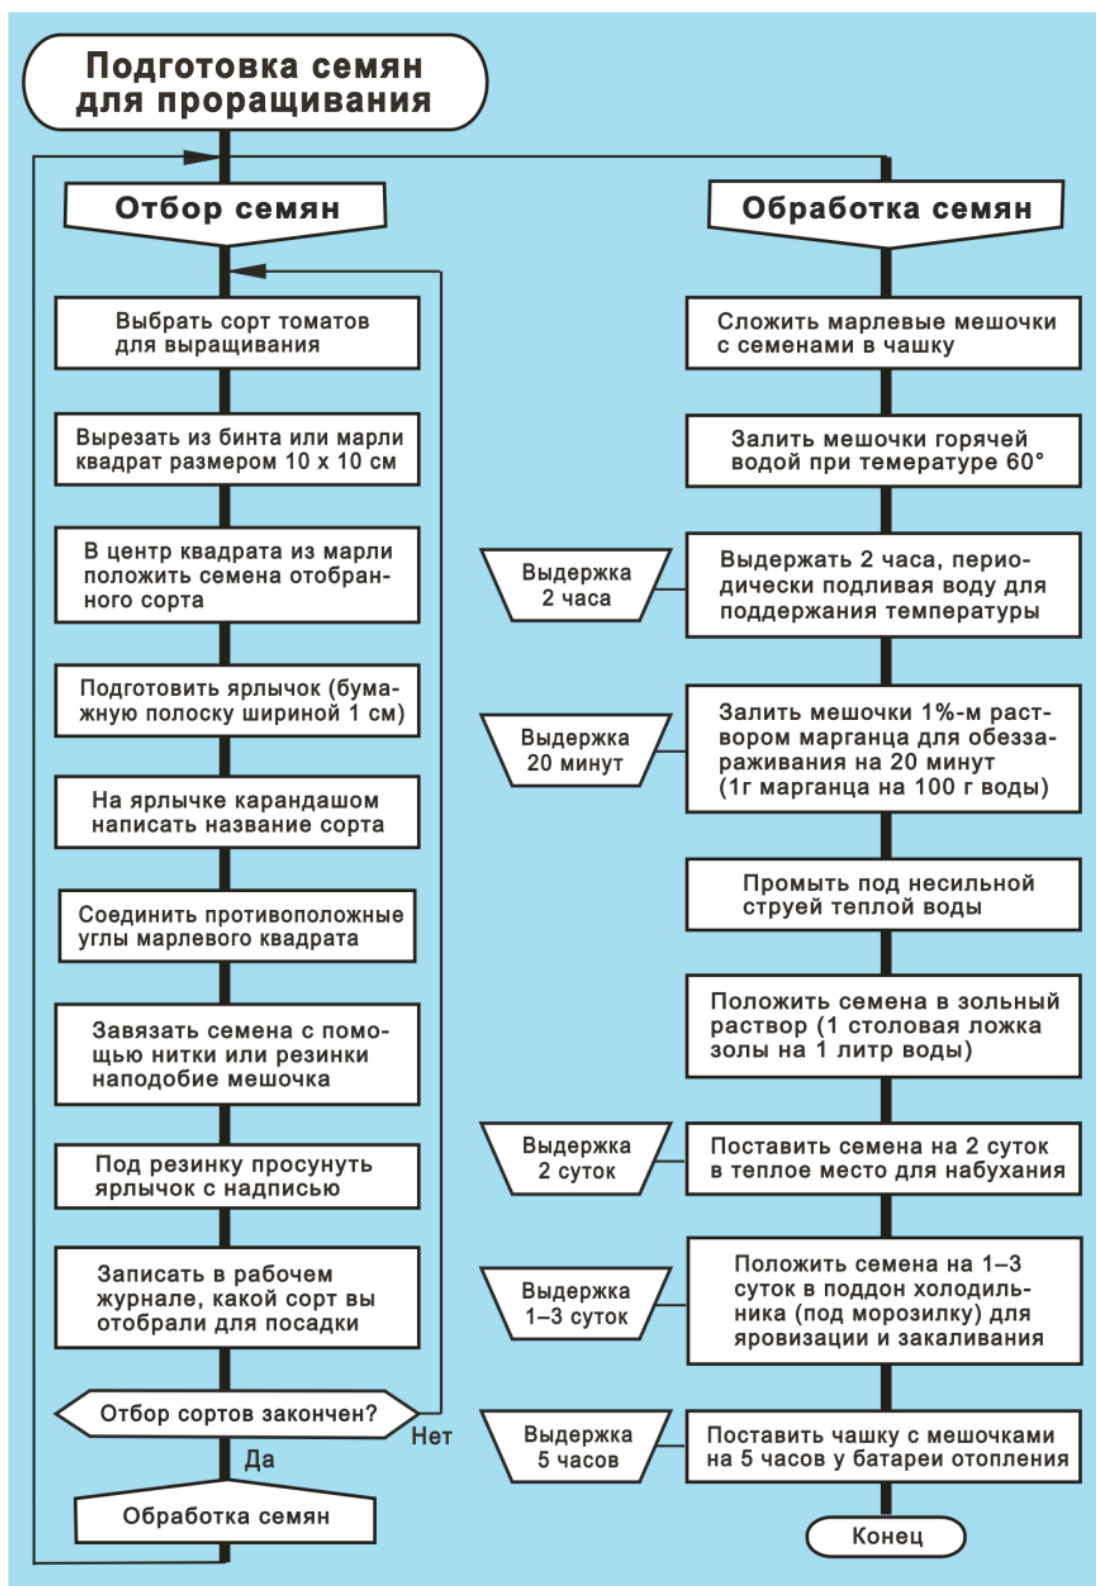 Подготовка семян
для проращивания
Отбор семян
Выбрать сорт томатов
для выращивания
Вырезать из бинта или марли
квадрат размером 10 х 10 см
В центр квадрата из марли
положить семена отобран-
ного сорта
Подготовить ярлычок (бума-
жную полоску шириной 1 см)
На ярлычке карандашом
написать название сорта
Соединить противоположные
углы марлевого квадрата
Завязать семена с помо-
щью нитки или резинки
наподобие мешочка
Под резинку просунуть
ярлычок с надписью
Записать в рабочем
журнале, какой сорт вы
отобрали для посадки
Отбор сортов закончен?
Нет
Да
Обработка семян
Обработка семян
Сложить марлевые мешочки
с семенами в чашку
Залить мешочки горячей
водой при темературе 60°
Выдержка
2 часа
Выдержать 2 часа, перио-
дически подливая воду для
поддержания температуры
Выдержка
20 минут
Залить мешочки 1%-м раст-
вором марганца для обезза-
раживания на 20 минут
(1г марганца на 100 г воды)
Промыть под несильной
струей теплой воды
Положить семена в зольный
раствор (1 столовая ложка
золы на 1 литр воды)
Выдержка
2 суток
Поставить семена на 2 суток
в теплое место для набухания
Выдержка
1–3 суток
Положить семена на 1–3
суток в поддон холодиль-
ника (под морозилку) для
яровизации и закаливания
Выдержка
5 часов
Поставить чашку с мешочками
на 5 часов у батареи отопления
Конец